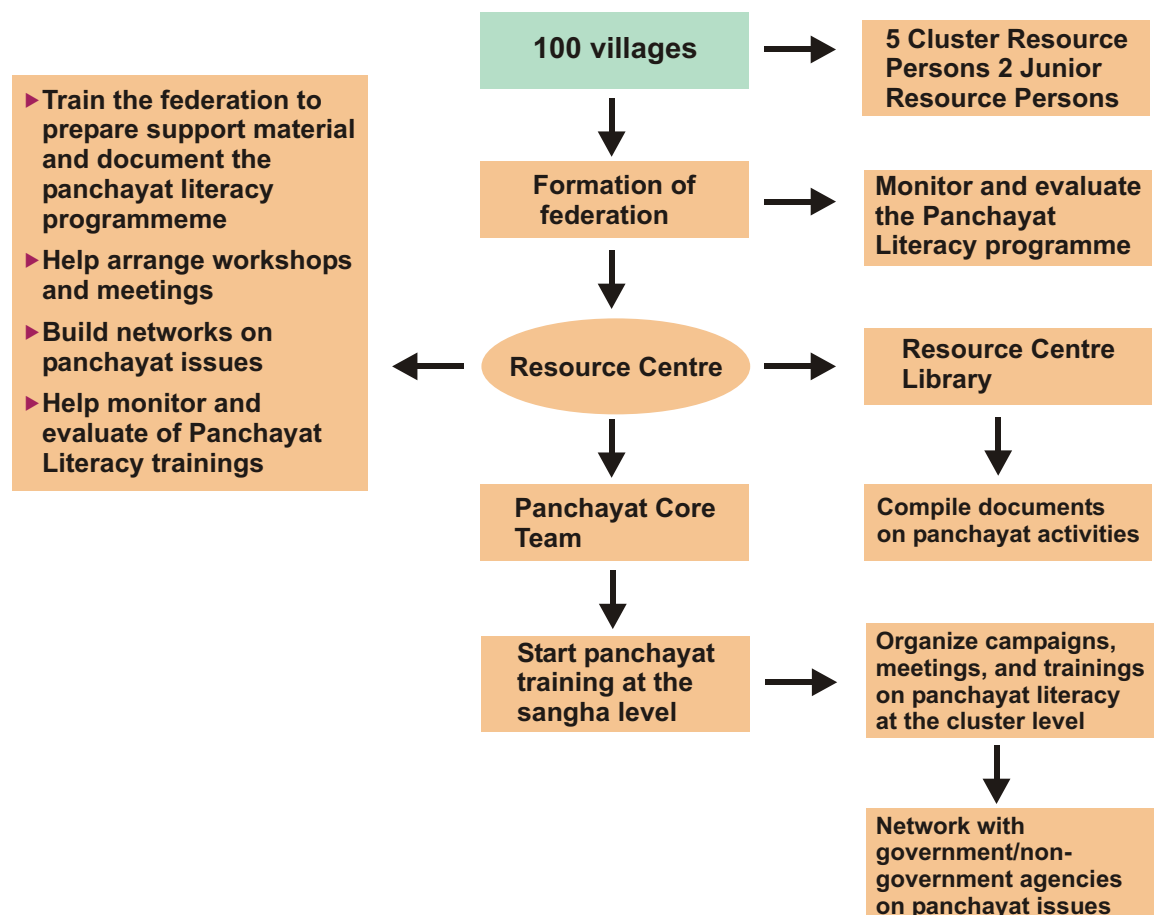 100 villages
5 Cluster Resource
Persons 2 Junior
Resource Persons
Train the federation to
prepare support material
and document the
panchayat literacy
programmeme
Help arrange workshops
and meetings
Build networks on
panchayat issues
Help monitor and
evaluate of Panchayat
Literacy trainings
Formation of
federation
Monitor and evaluate
the Panchayat
Literacy programme
Resource Centre
Resource Centre
Library
Panchayat Core
Team
Compile documents
on panchayat activities
Start panchayat
training at the
sangha level
Organize campaigns,
meetings, and trainings
on panchayat literacy
at the cluster level
Network with
government/non-
government agencies
on panchayat issues